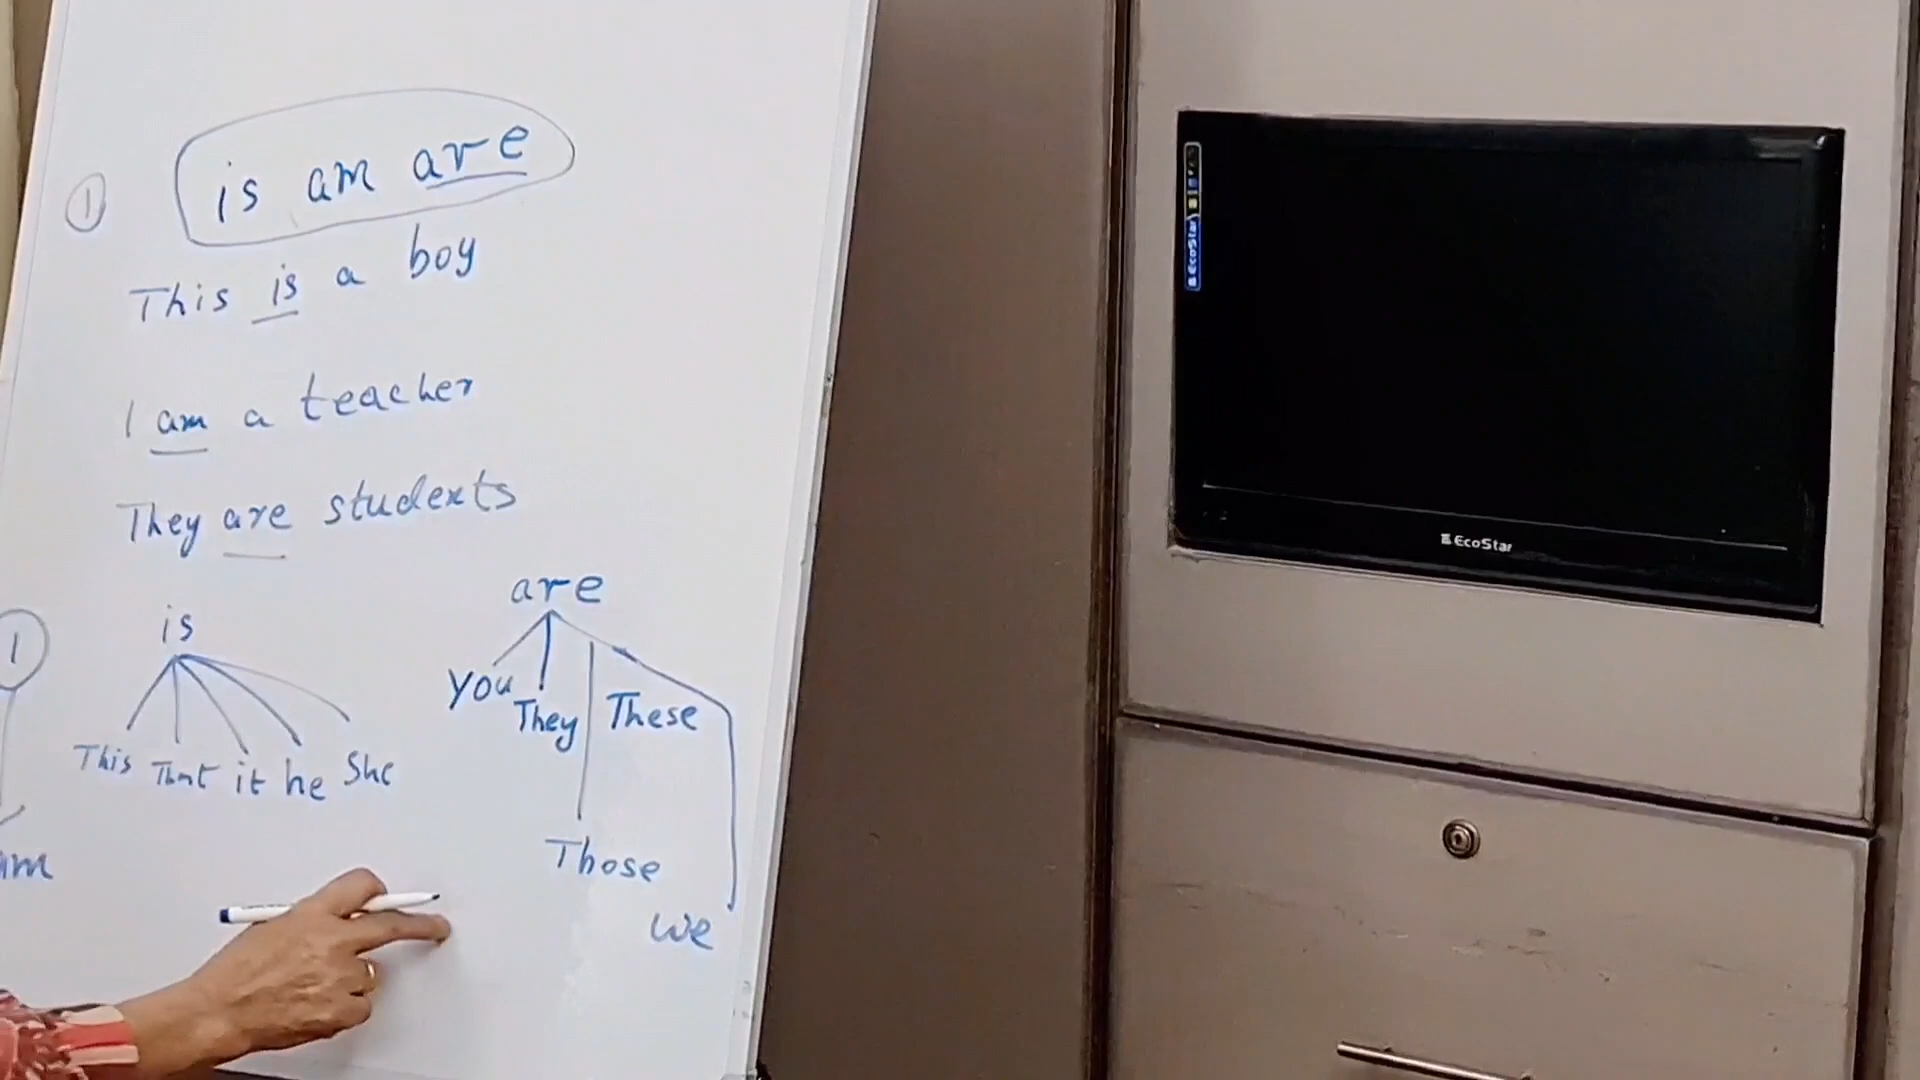 ① is am are
This is a boy
I am a teacher
They are students
I
am
is
This That it he She
are
you They These
Those
we
EcoStar
EcoStar